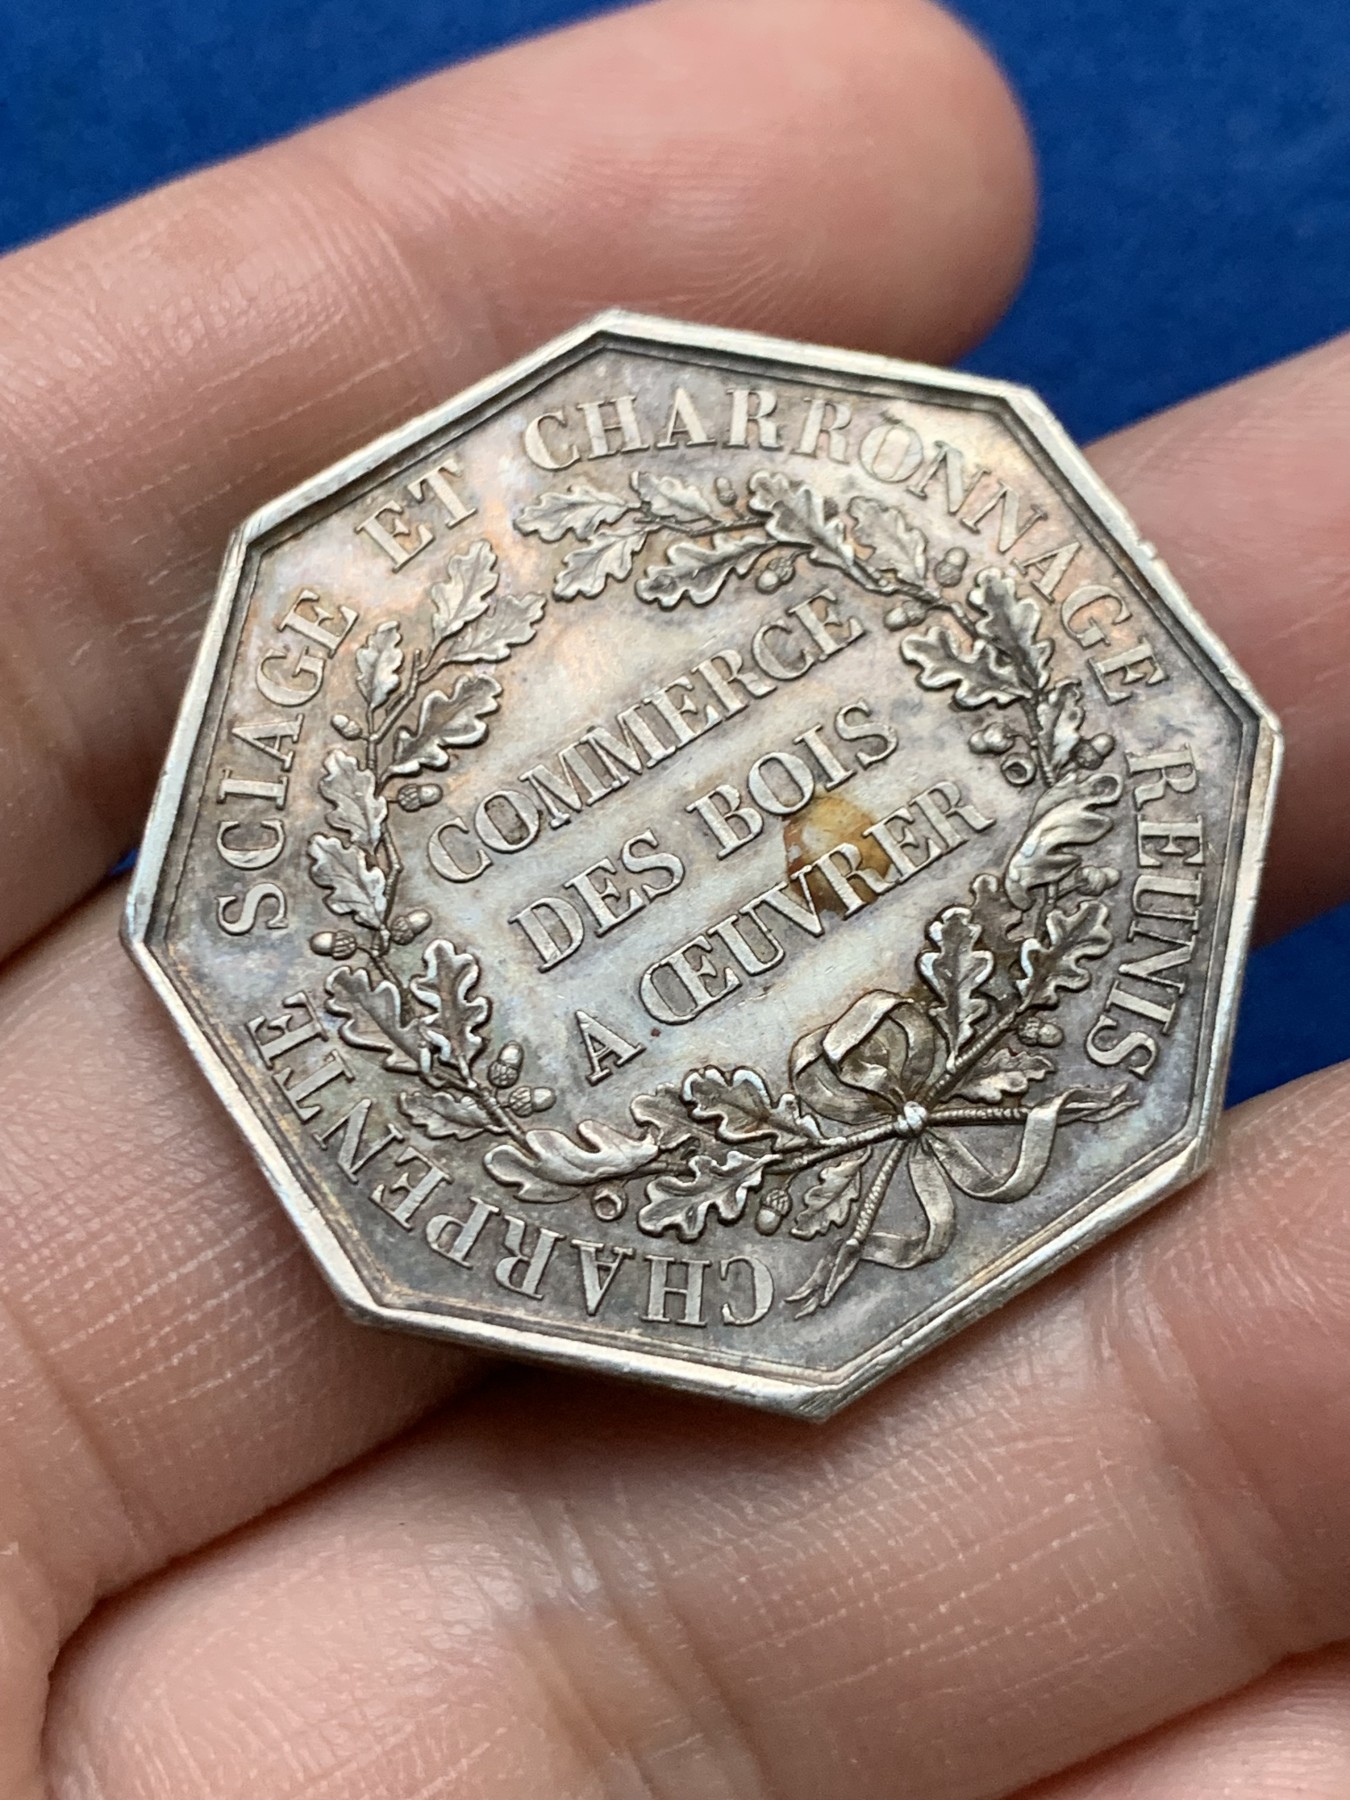 CHARPENTE SCIAGE ET CHARRONNAGE REUNIS
COMMERCE
DES BOIS
A ŒUVRER